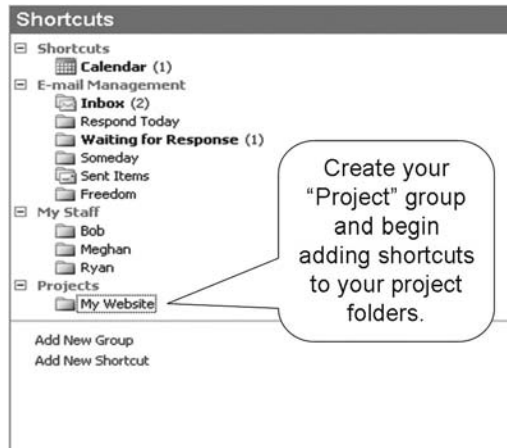 Shortcuts
Shortcuts
Calendar (1)
E-mail Management
Inbox (2)
Respond Today
Waiting for Response (1)
Someday
Sent Items
Freedom
My Staff
Bob
Meghan
Ryan
Projects
My Website
Create your
“Project” group
and begin
adding shortcuts
to your project
folders.
Add New Group
Add New Shortcut